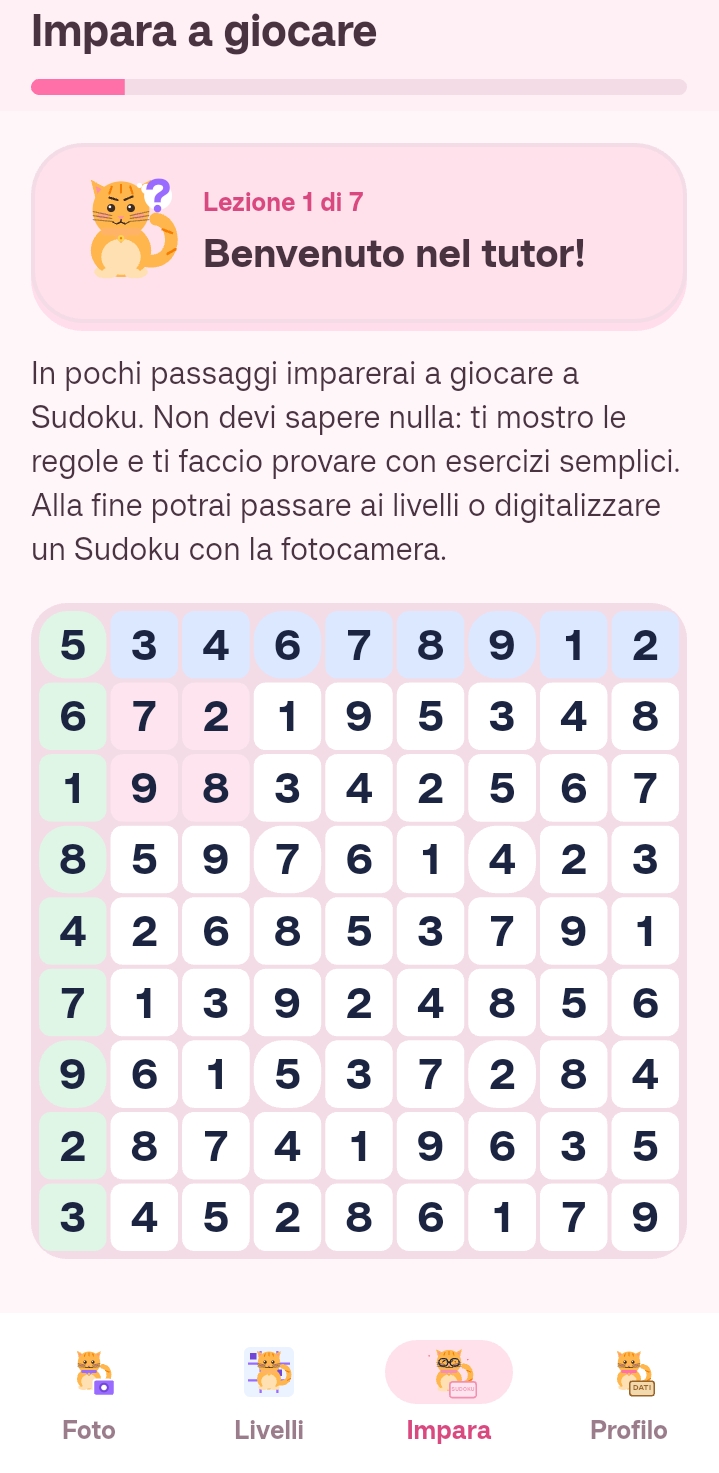 Impara a giocare
?
Lezione 1 di 7
Benvenuto nel tutor!
In pochi passaggi imparerai a giocare a
Sudoku. Non devi sapere nulla: ti mostro le
regole e ti faccio provare con esercizi semplici.
Alla fine potrai passare ai livelli o digitalizzare
un Sudoku con la fotocamera.
5 3 4 6 7 8 9 1 2
6 7 2 1 9 5 3 4 8
1 9 8 3 4 2 5 6 7
8 5 9 7 6 1 4 2 3
4 2 6 8 5 3 7 9 1
7 1 3 9 2 4 8 5 6
9 6 1 5 3 7 2 8 4
2 8 7 4 1 9 6 3 5
3 4 5 2 8 6 1 7 9
SUDOKU DATI
Foto Livelli Impara Profilo